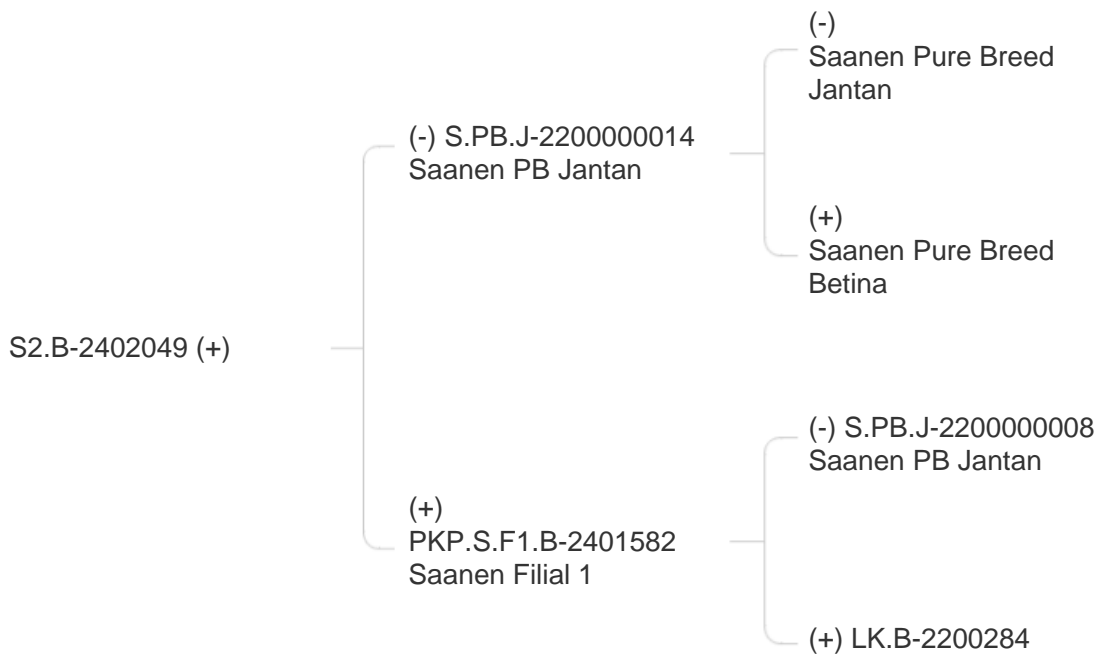 (-)
Saanen Pure Breed
Jantan
(-) S.PB.J-2200000014
Saanen PB Jantan
(+)
Saanen Pure Breed
Betina
S2.B-2402049 (+)
(-) S.PB.J-2200000008
Saanen PB Jantan
(+)
PKP.S.F1.B-2401582
Saanen Filial 1
(+) LK.B-2200284